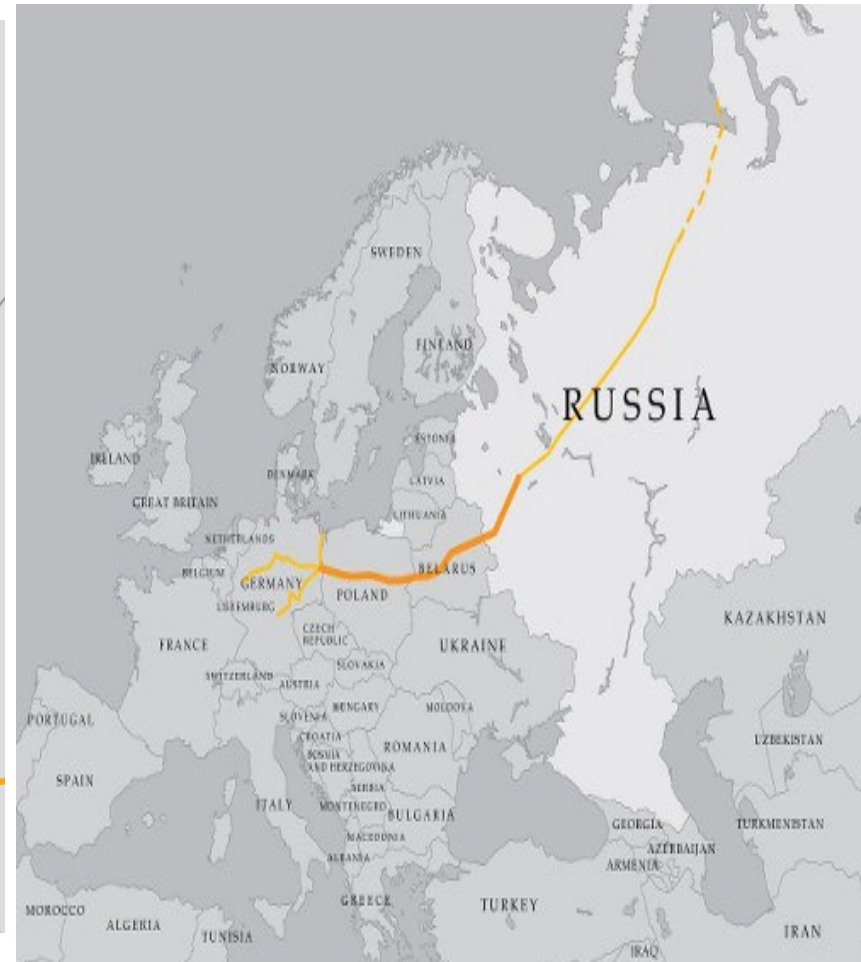 SWEDEN
FINLAND
NORWAY
RUSSIA
ESTONIA
IRELAND
DENMARK
LATVIA
GREAT BRITAIN
LITHUANIA
NETHERLANDS
BELGIUM
GERMANY
BELARUS
POLAND
LUXEMBURG
KAZAKHSTAN
CZECH
REPUBLIC
FRANCE
UKRAINE
SLOVAKIA
SWITZERLAND
AUSTRIA
HUNGARY
MOLDOVA
SLOVENIA
PORTUGAL
CROATIA
UZBEKISTAN
ROMANIA
BOSNIA
AND HERZEGOVINA
SPAIN
SERBIA
ITALY
MONTENEGRO
BULGARIA
GEORGIA
TURKMENISTAN
MACEDONIA
AZERBAIJAN
ALBANIA
ARMENIA
GREECE
TURKEY
MOROCCO
ALGERIA
TUNISIA
IRAN
IRAQ